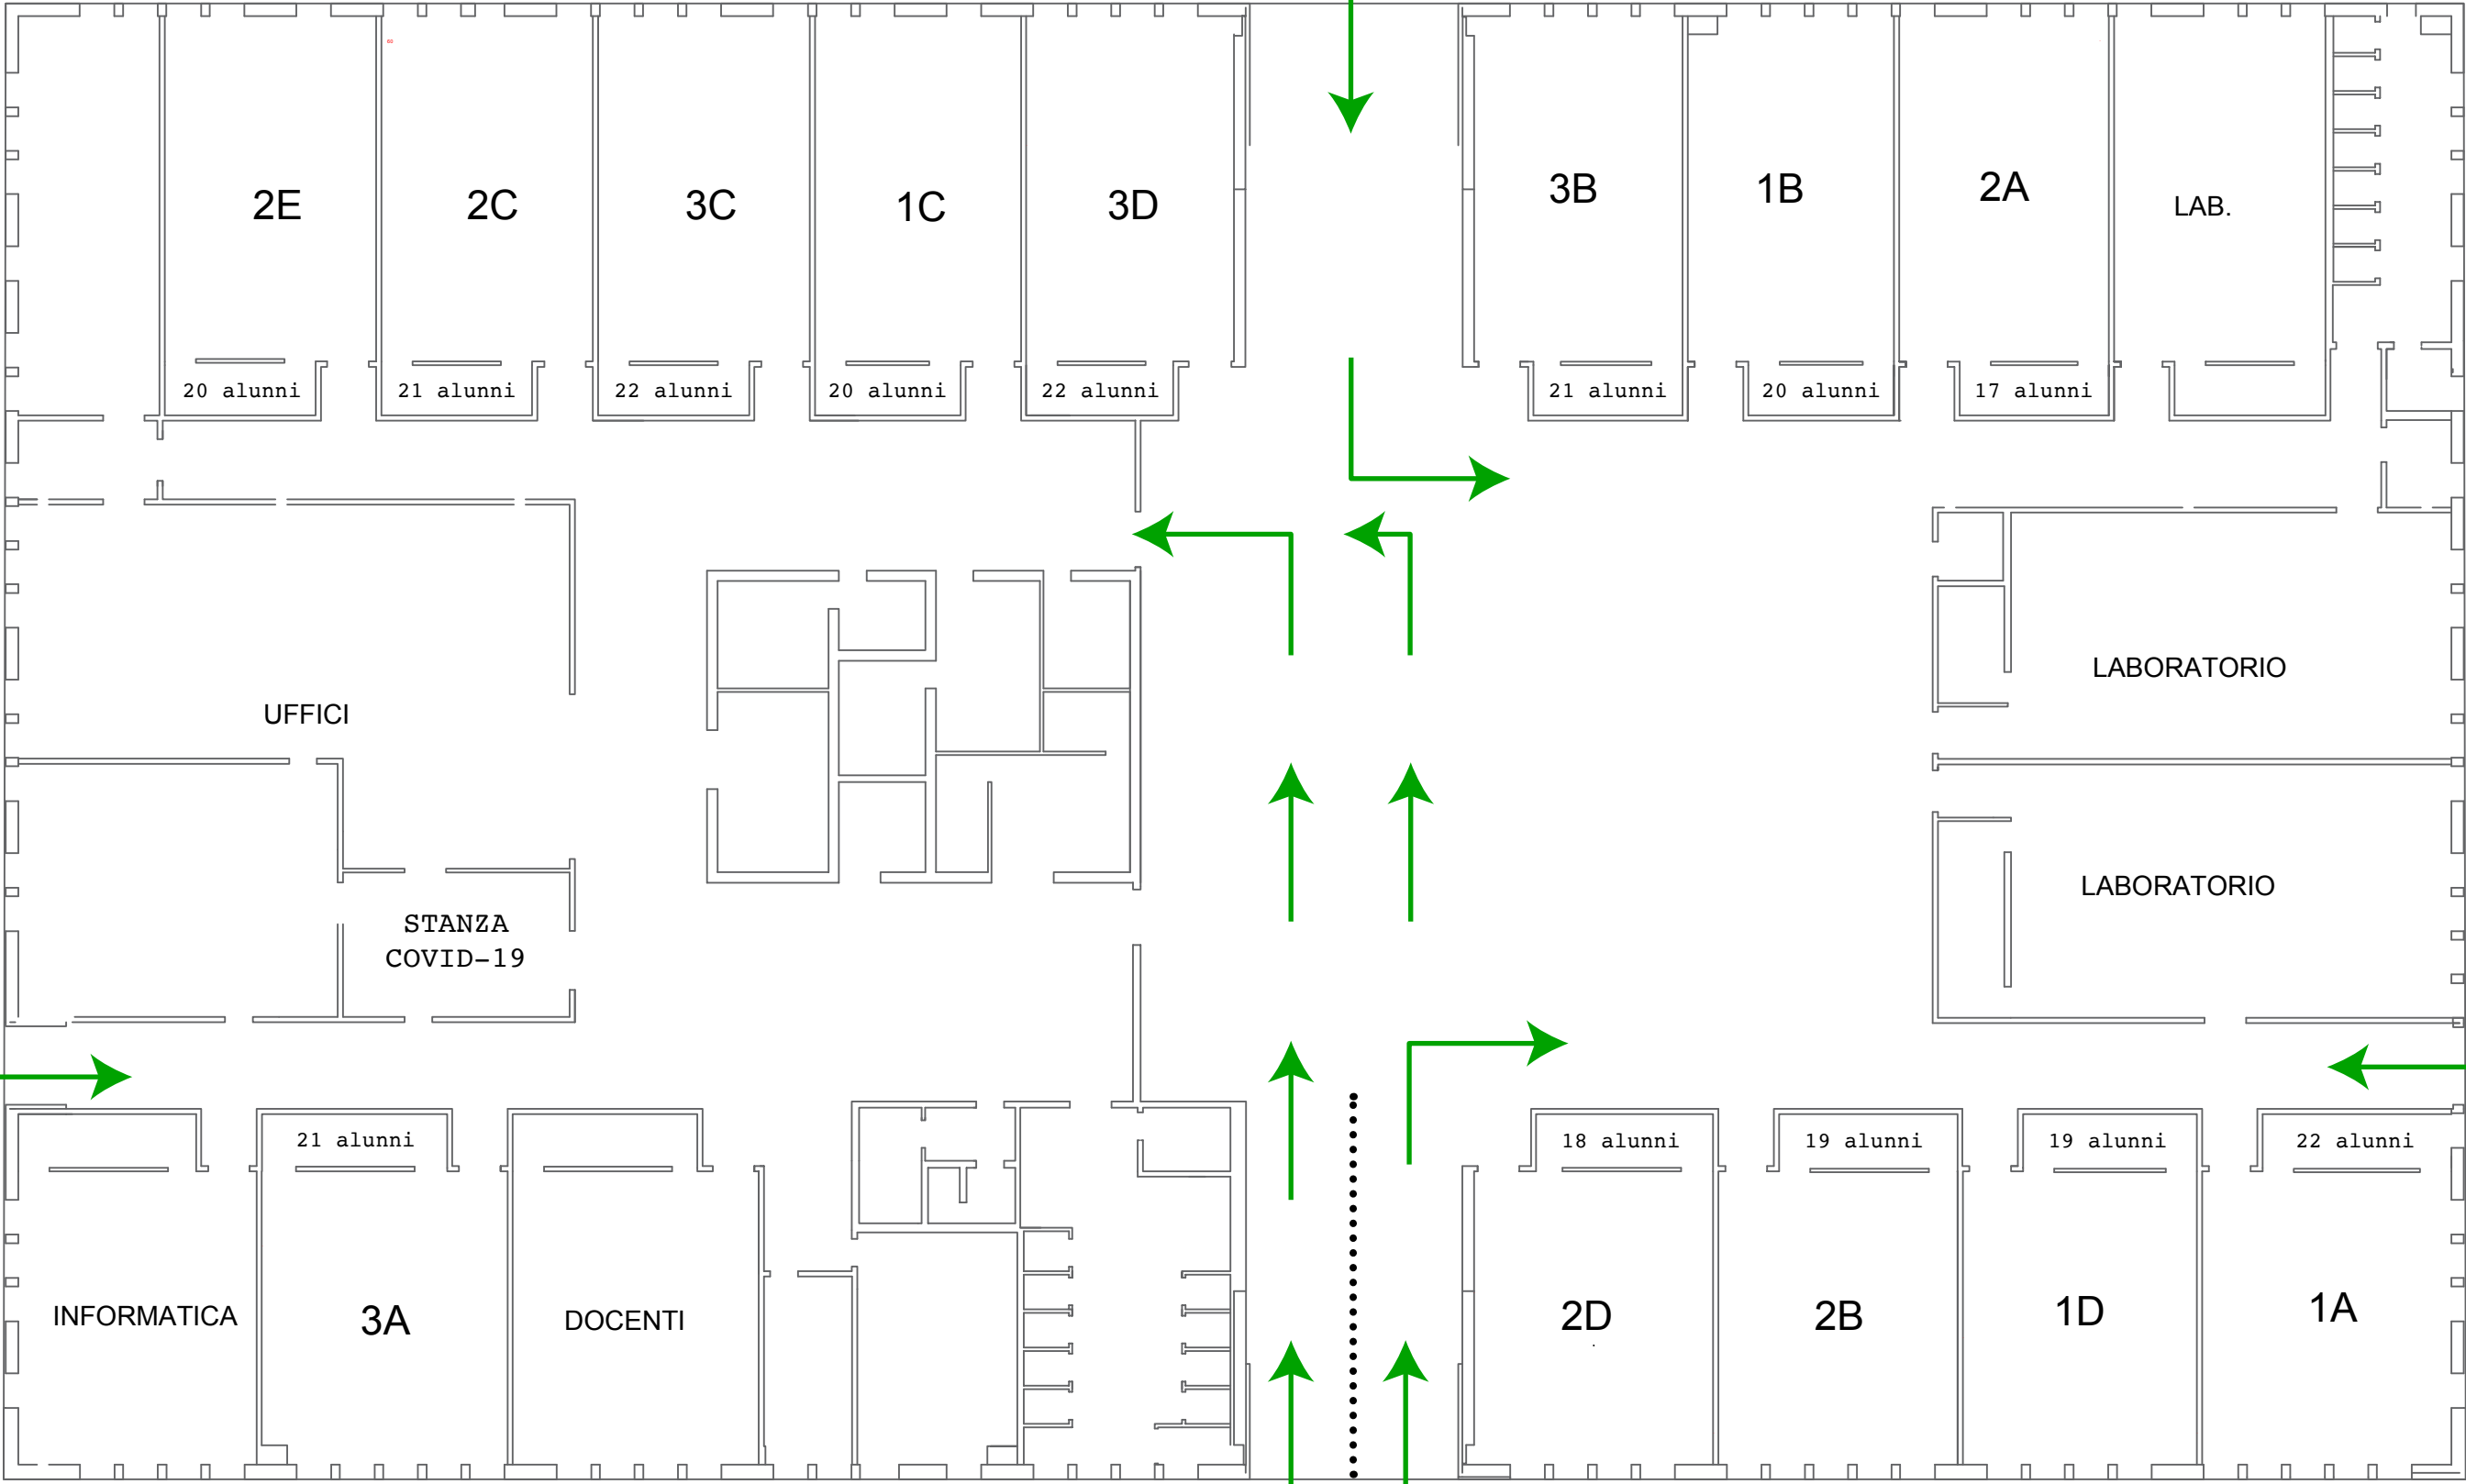 2E
2C
3C
1C
3D
3B
1B
2A
LAB.
20 alunni
21 alunni
22 alunni
20 alunni
22 alunni
21 alunni
20 alunni
17 alunni
UFFICI
LABORATORIO
STANZA
COVID-19
LABORATORIO
21 alunni
18 alunni
19 alunni
19 alunni
22 alunni
INFORMATICA
3A
DOCENTI
2D
2B
1D
1A